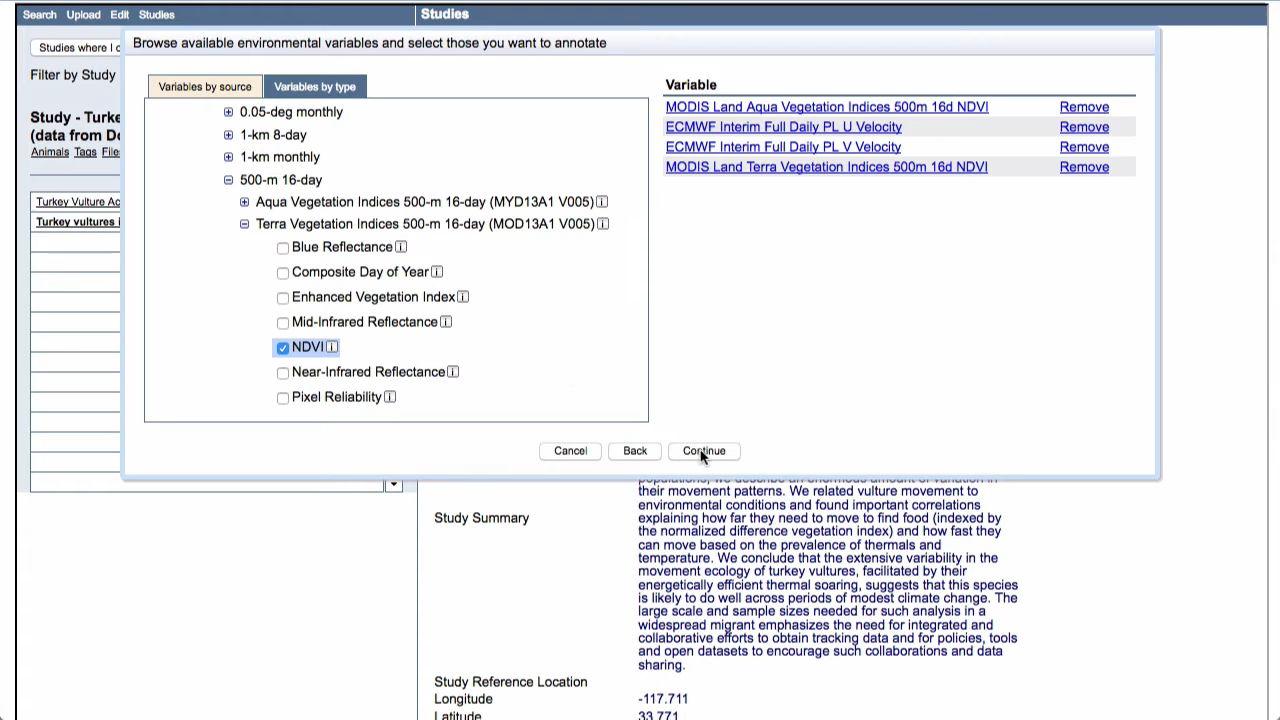 Search Upload Edit Studies
Studies
Studies where I c
Filter by Study
Study - Turke
(data from Do
Animals Tags File
Turkey Vulture Ac
Turkey vultures i
Browse available environmental variables and select those you want to annotate
Variables by source
Variables by type
0.05-deg monthly
1-km 8-day
1-km monthly
500-m 16-day
Aqua Vegetation Indices 500-m 16-day (MYD13A1 V005) i
Terra Vegetation Indices 500-m 16-day (MOD13A1 V005) i
Blue Reflectance i
Composite Day of Year i
Enhanced Vegetation Index i
Mid-Infrared Reflectance i
NDVI i
Near-Infrared Reflectance i
Pixel Reliability i
Variable
MODIS Land Aqua Vegetation Indices 500m 16d NDVI Remove
ECMWF Interim Full Daily PL U Velocity Remove
ECMWF Interim Full Daily PL V Velocity Remove
MODIS Land Terra Vegetation Indices 500m 16d NDVI Remove
Cancel
Back
Continue
Study Summary
populations, we describe an enormous amount of variation in
their movement patterns. We related vulture movement to
environmental conditions and found important correlations
explaining how far they need to move to find food (indexed by
the normalized difference vegetation index) and how fast they
can move based on the prevalence of thermals and
temperature. We conclude that the extensive variability in the
movement ecology of turkey vultures, facilitated by their
energetically efficient thermal soaring, suggests that this species
is likely to do well across periods of modest climate change. The
large scale and sample sizes needed for such analysis in a
widespread migrant emphasizes the need for integrated and
collaborative efforts to obtain tracking data and for policies, tools
and open datasets to encourage such collaborations and data
sharing.
Study Reference Location
Longitude -117.711
Latitude 33.771